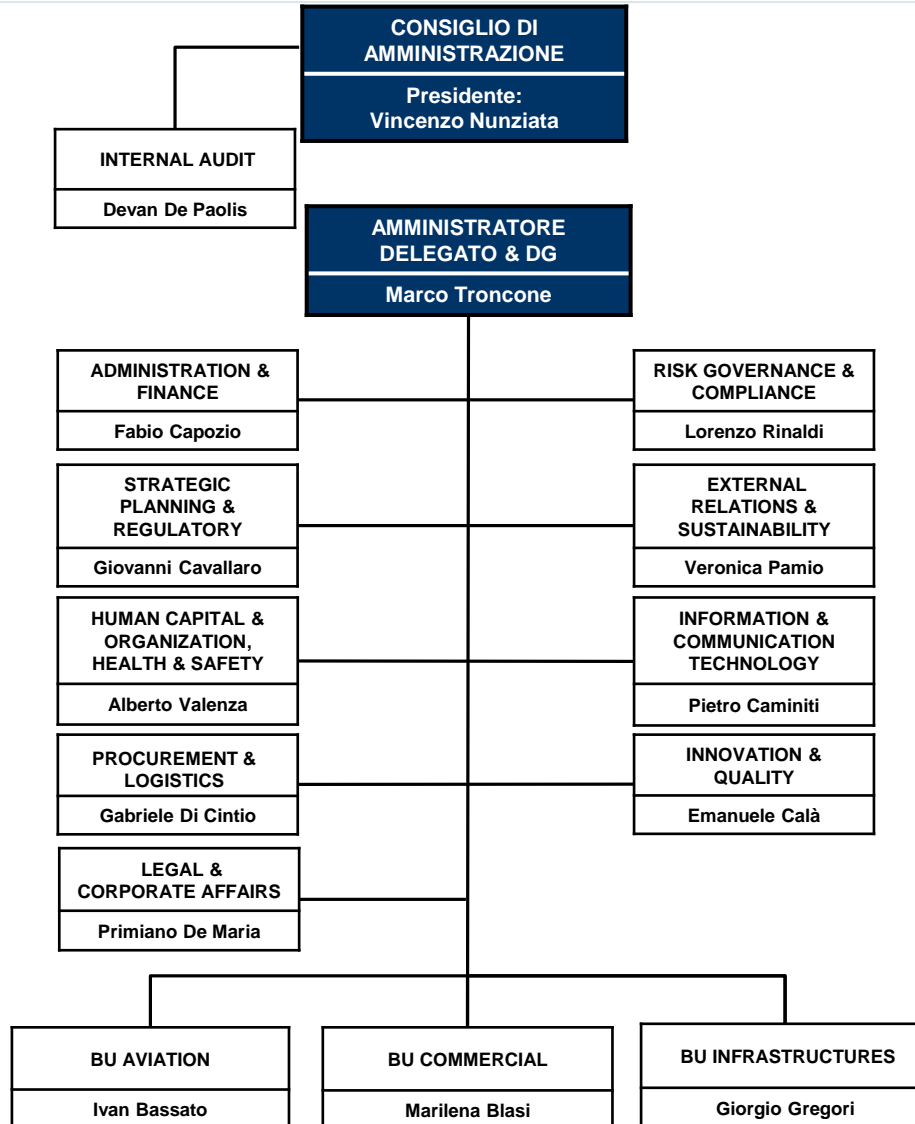 CONSIGLIO DI
AMMINISTRAZIONE
Presidente:
Vincenzo Nunziata
INTERNAL AUDIT
Devan De Paolis
AMMINISTRATORE
DELEGATO & DG
Marco Troncone
ADMINISTRATION &
FINANCE
Fabio Capozio
RISK GOVERNANCE &
COMPLIANCE
Lorenzo Rinaldi
STRATEGIC
PLANNING &
REGULATORY
Giovanni Cavallaro
EXTERNAL
RELATIONS &
SUSTAINABILITY
Veronica Pamio
HUMAN CAPITAL &
ORGANIZATION,
HEALTH & SAFETY
Alberto Valenza
INFORMATION &
COMMUNICATION
TECHNOLOGY
Pietro Caminiti
PROCUREMENT &
LOGISTICS
Gabriele Di Cintio
INNOVATION &
QUALITY
Emanuele Calà
LEGAL &
CORPORATE AFFAIRS
Primiano De Maria
BU AVIATION
Ivan Bassato
BU COMMERCIAL
Marilena Blasi
BU INFRASTRUCTURES
Giorgio Gregori